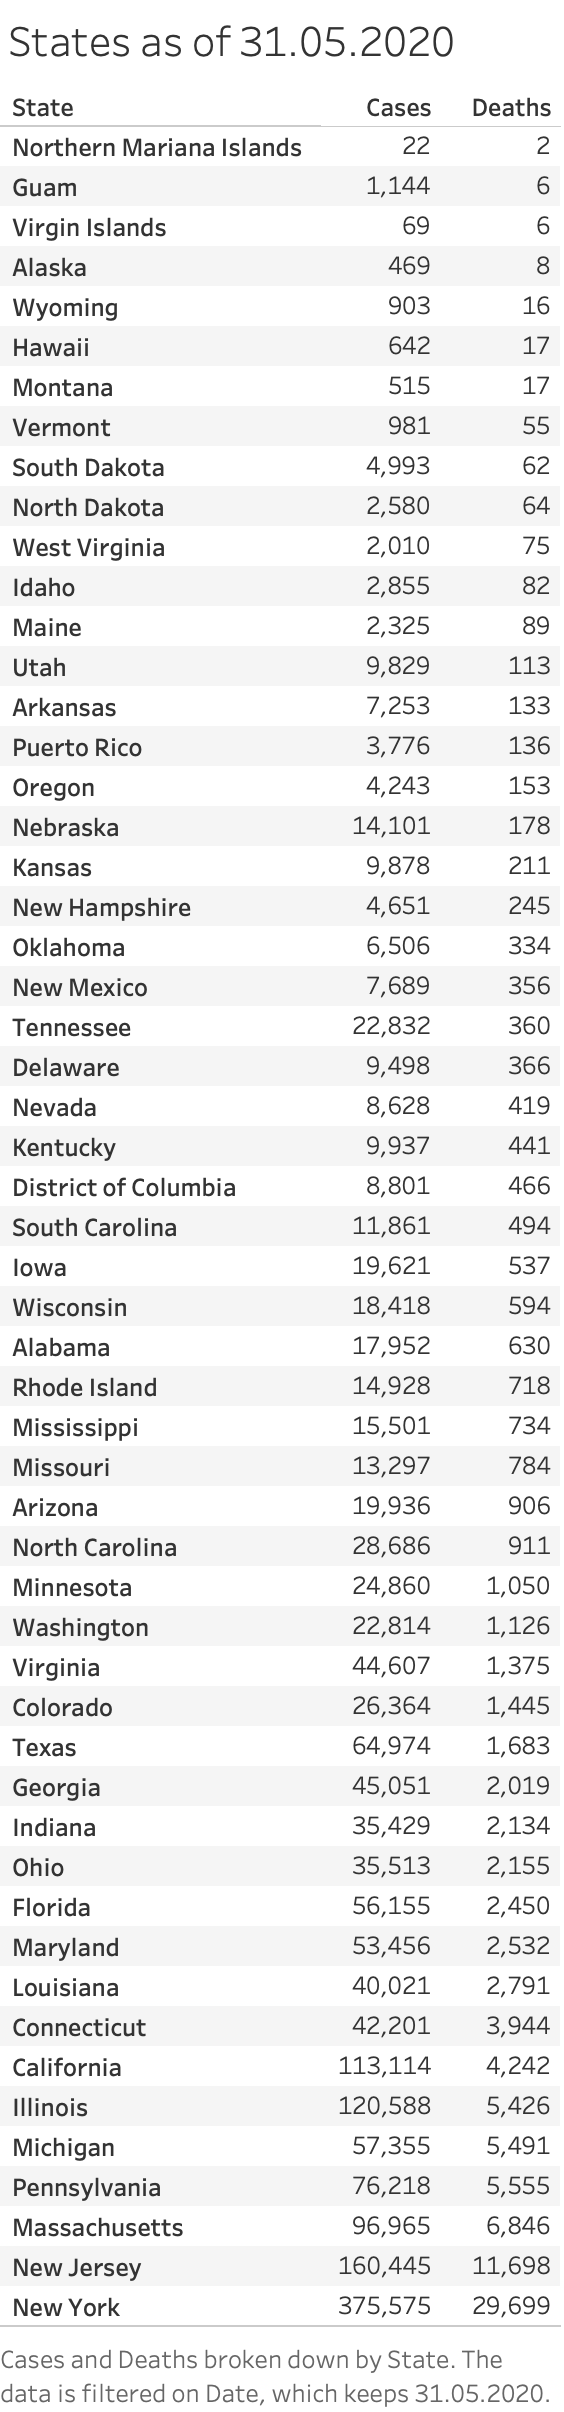 States as of 31.05.2020
State Cases Deaths
Northern Mariana Islands 22 2
Guam 1,144 6
Virgin Islands 69 6
Alaska 469 8
Wyoming 903 16
Hawaii 642 17
Montana 515 17
Vermont 981 55
South Dakota 4,993 62
North Dakota 2,580 64
West Virginia 2,010 75
Idaho 2,855 82
Maine 2,325 89
Utah 9,829 113
Arkansas 7,253 133
Puerto Rico 3,776 136
Oregon 4,243 153
Nebraska 14,101 178
Kansas 9,878 211
New Hampshire 4,651 245
Oklahoma 6,506 334
New Mexico 7,689 356
Tennessee 22,832 360
Delaware 9,498 366
Nevada 8,628 419
Kentucky 9,937 441
District of Columbia 8,801 466
South Carolina 11,861 494
Iowa 19,621 537
Wisconsin 18,418 594
Alabama 17,952 630
Rhode Island 14,928 718
Mississippi 15,501 734
Missouri 13,297 784
Arizona 19,936 906
North Carolina 28,686 911
Minnesota 24,860 1,050
Washington 22,814 1,126
Virginia 44,607 1,375
Colorado 26,364 1,445
Texas 64,974 1,683
Georgia 45,051 2,019
Indiana 35,429 2,134
Ohio 35,513 2,155
Florida 56,155 2,450
Maryland 53,456 2,532
Louisiana 40,021 2,791
Connecticut 42,201 3,944
California 113,114 4,242
Illinois 120,588 5,426
Michigan 57,355 5,491
Pennsylvania 76,218 5,555
Massachusetts 96,965 6,846
New Jersey 160,445 11,698
New York 375,575 29,699
Cases and Deaths broken down by State. The
data is filtered on Date, which keeps 31.05.2020.